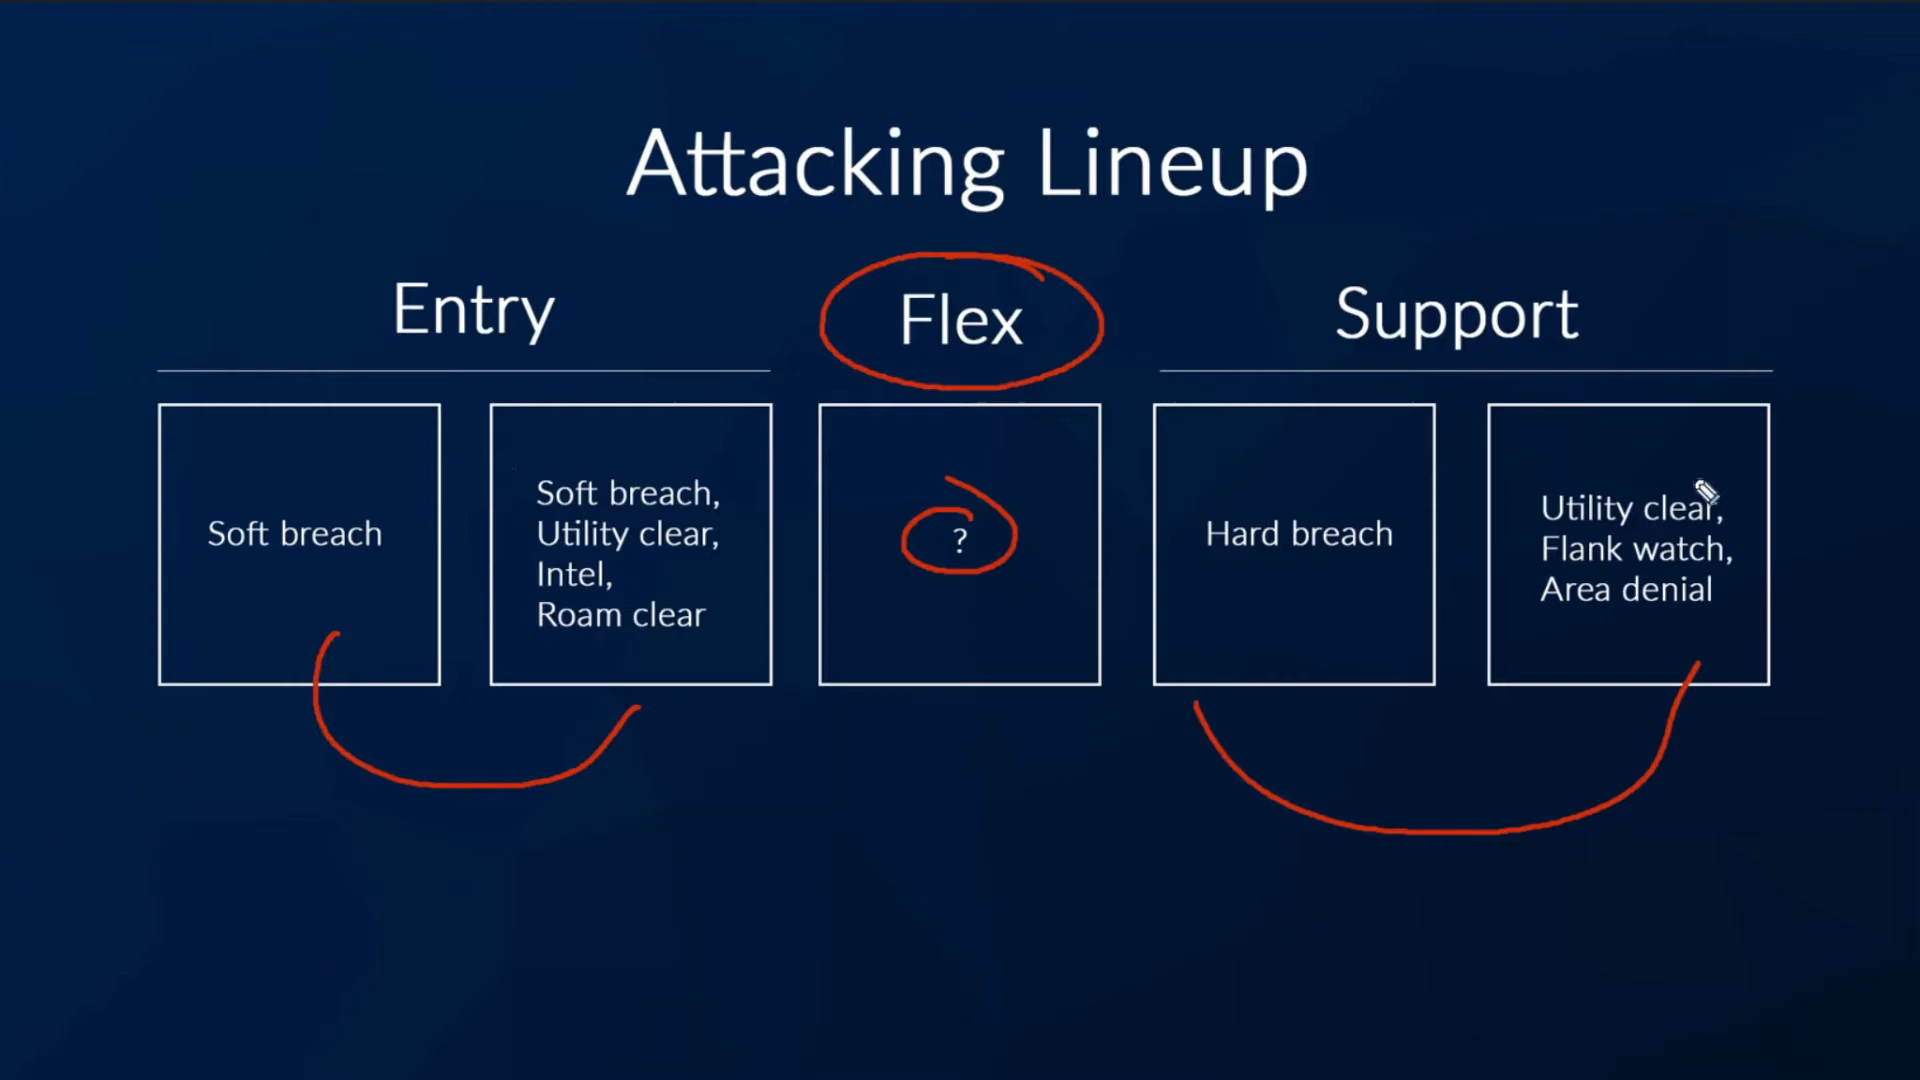 Attacking Lineup
Entry
Flex
Support
Soft breach
Soft breach,
Utility clear,
Intel,
Roam clear
?
Hard breach
Utility clear,
Flank watch,
Area denial